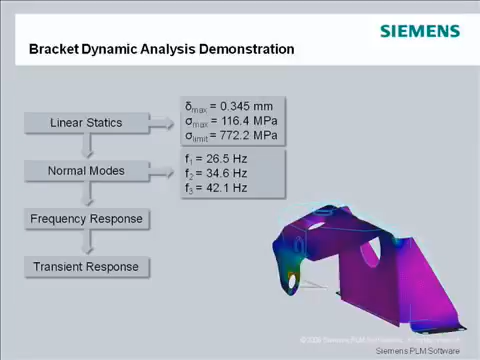 SIEMENS
Bracket Dynamic Analysis Demonstration
Linear Statics
δmax = 0.345 mm
σmax = 116.4 MPa
σlimit = 772.2 MPa
Normal Modes
f1 = 26.5 Hz
f2 = 34.6 Hz
f3 = 42.1 Hz
Frequency Response
Transient Response
Siemens PLM Software